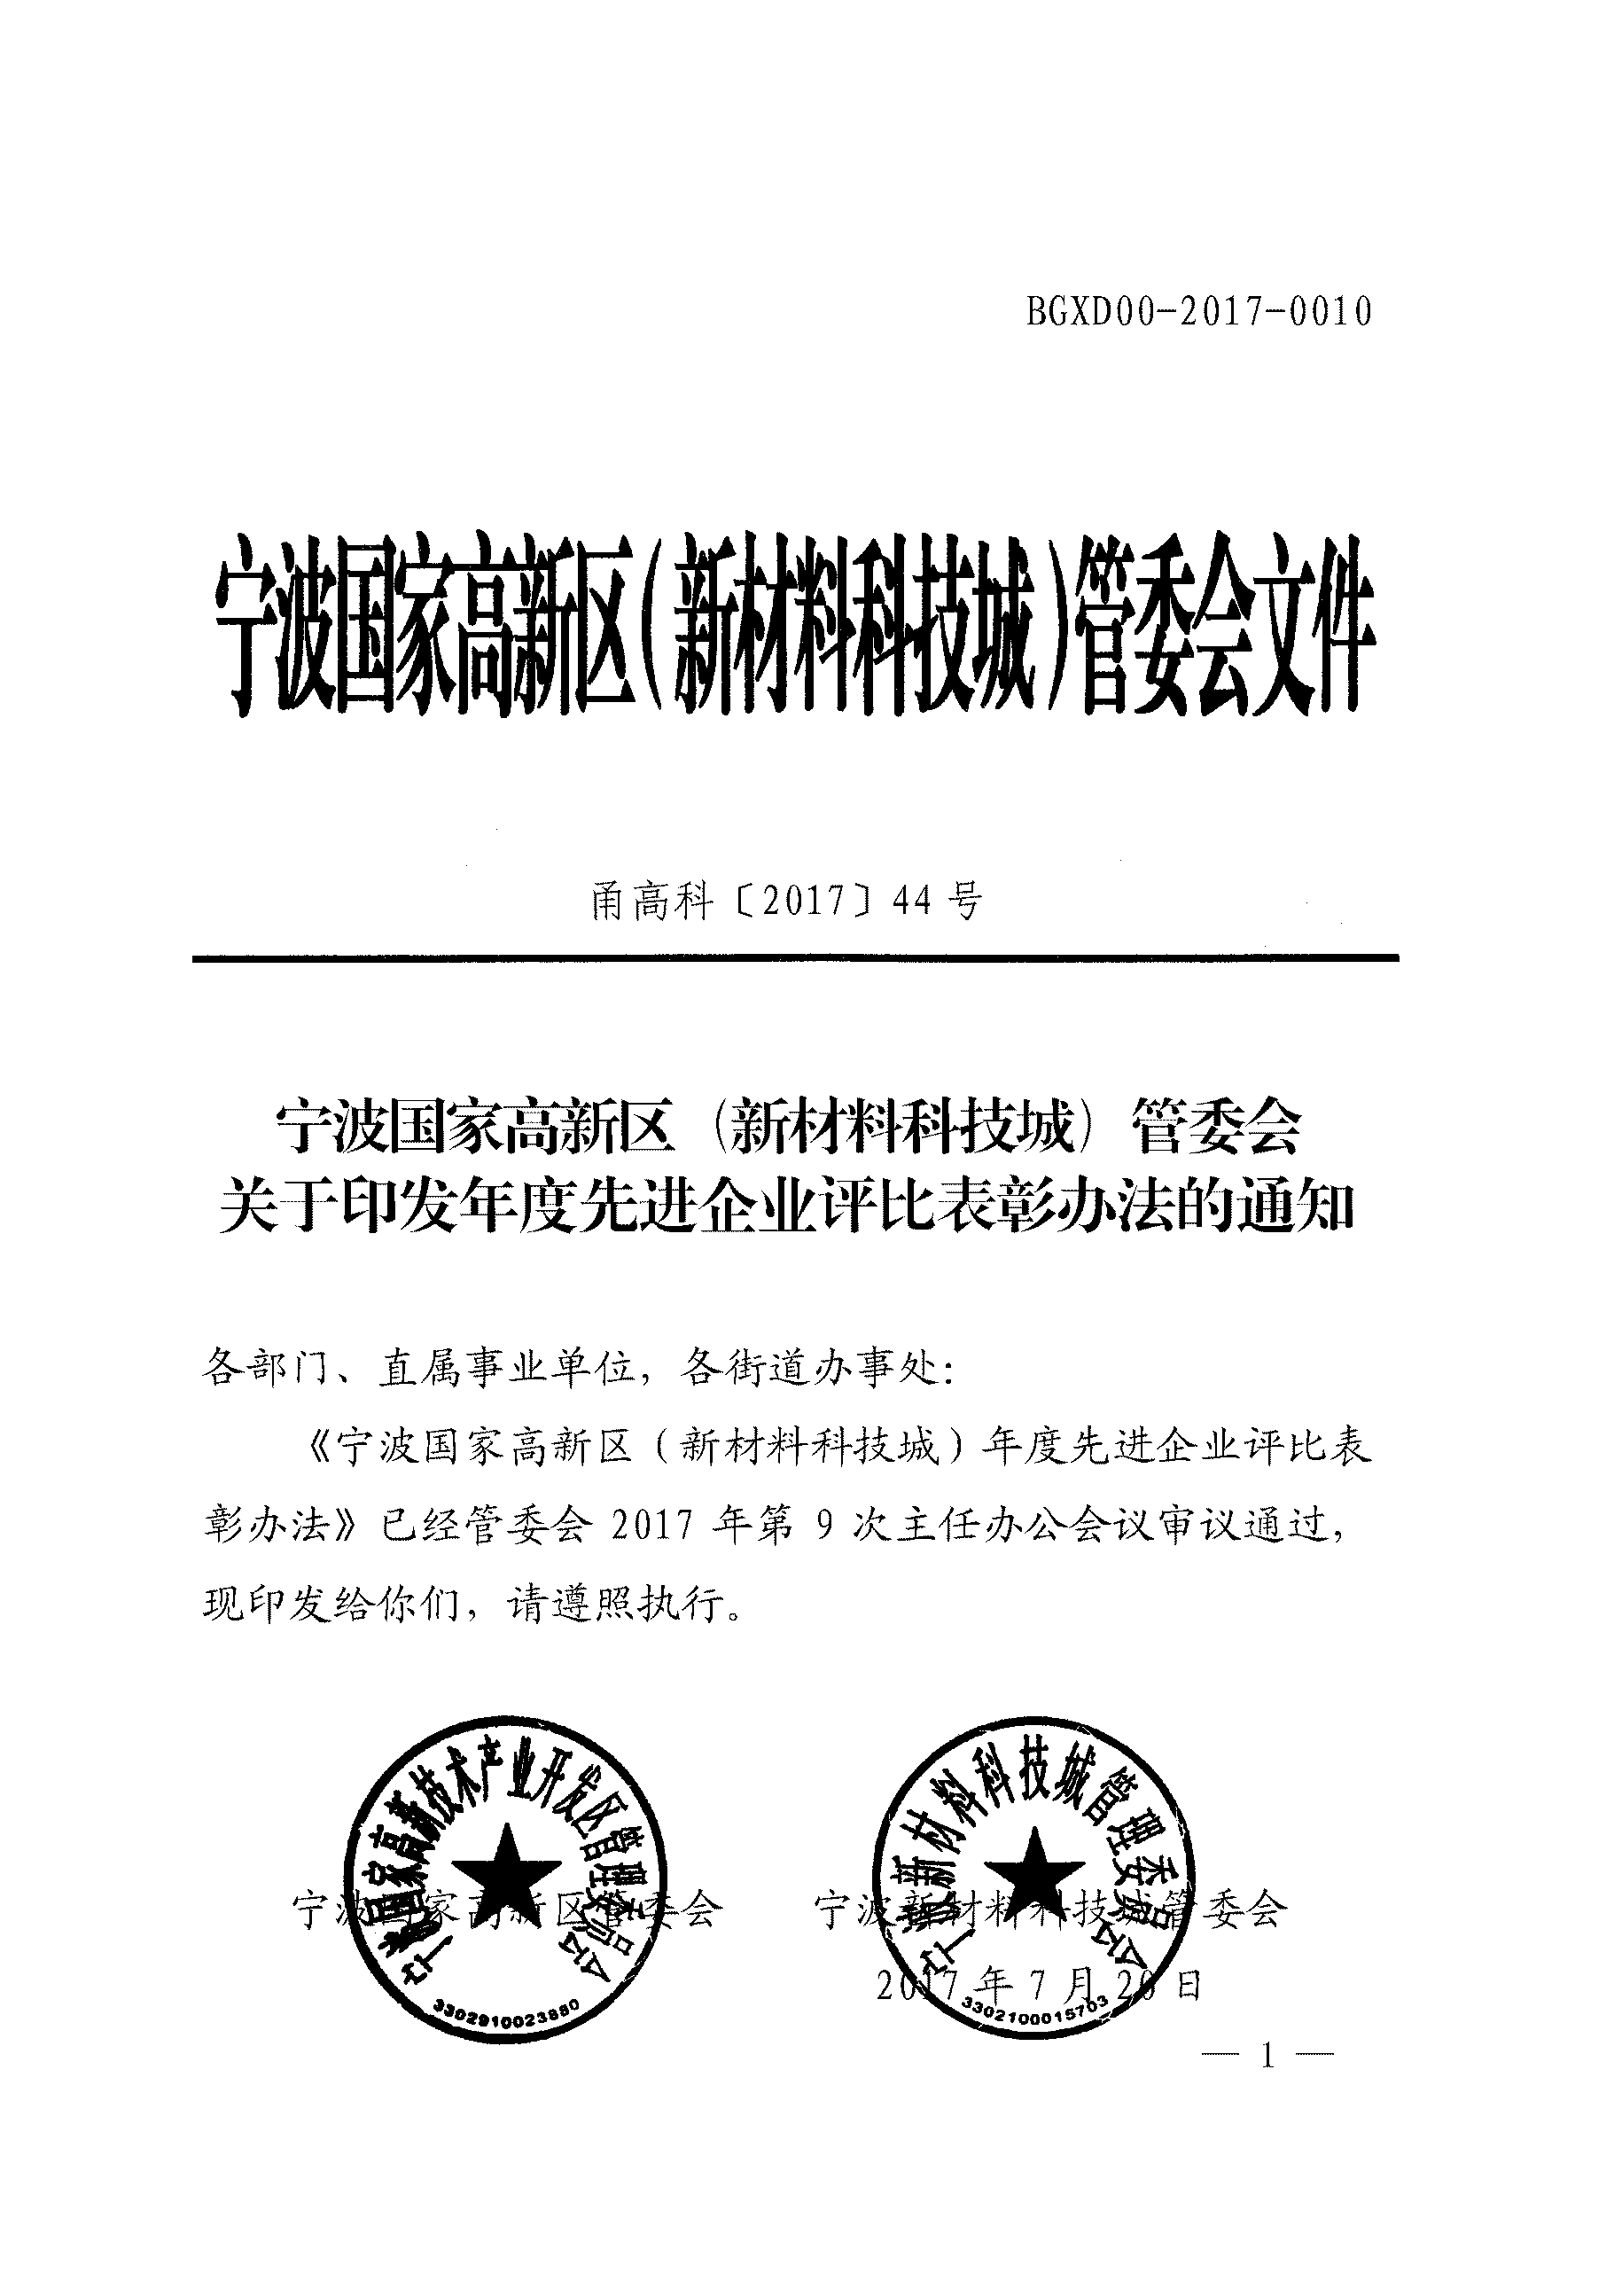 BGXD00-2017-0010
宁波国家高新区(新材料科技城)管委会文件
甬高科〔2017〕44 号
宁波国家高新区（新材料科技城）管委会
关于印发年度先进企业评比表彰办法的通知
各部门、直属事业单位，各街道办事处：
《宁波国家高新区（新材料科技城）年度先进企业评比表
彰办法》已经管委会 2017 年第 9 次主任办公会议审议通过，
现印发给你们，请遵照执行。
宁波国家高新技术产业开发区管理委员会
3302910023880
宁波新材料科技城管理委员会
3302100015703
宁波国家高新区管委会 宁波新材料科技城管委会
2017 年 7 月 20 日
— 1 —